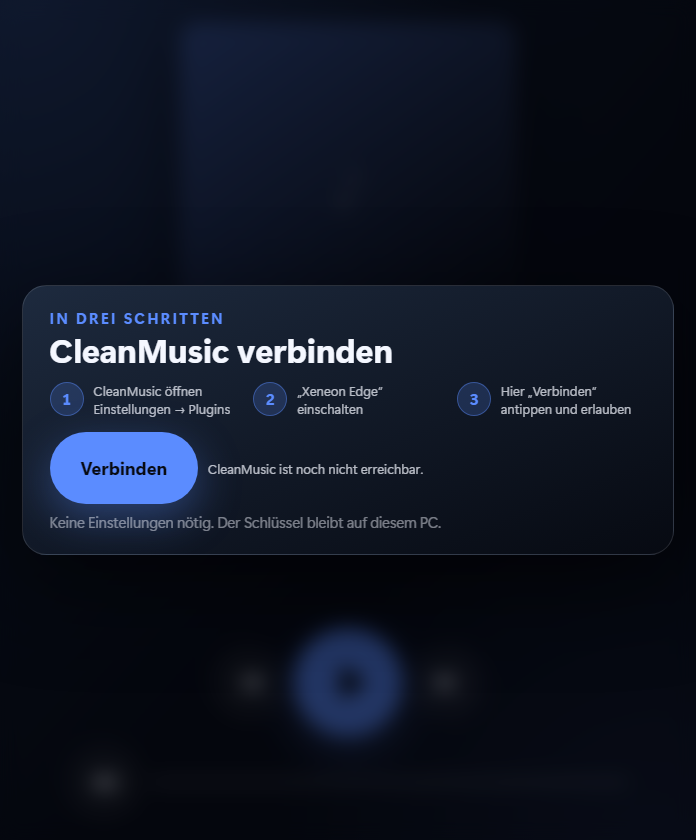 IN DREI SCHRITTEN
CleanMusic verbinden
1 CleanMusic öffnen
Einstellungen → Plugins
2 „Xeneon Edge“
einschalten
3 Hier „Verbinden“
antippen und erlauben
Verbinden
CleanMusic ist noch nicht erreichbar.
Keine Einstellungen nötig. Der Schlüssel bleibt auf diesem PC.